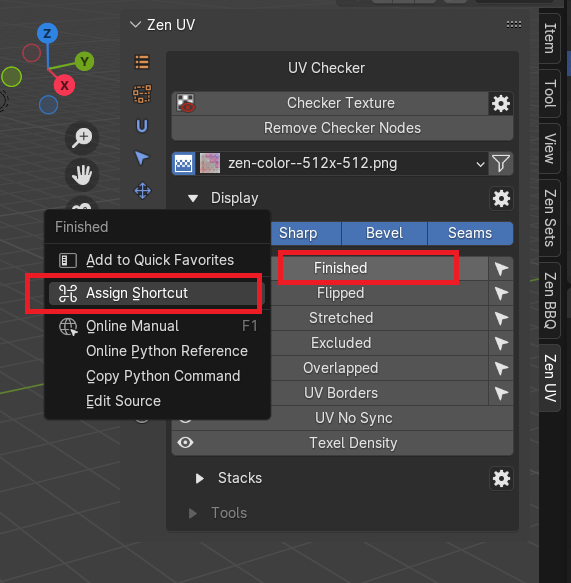 Zen UV
Z
Y
X
UV Checker
Checker Texture
Remove Checker Nodes
zen-color--512x-512.png
Display
Sharp
Bevel
Seams
Finished
Flipped
Stretched
Excluded
Overlapped
UV Borders
UV No Sync
Texel Density
Stacks
Tools
Finished
Add to Quick Favorites
Assign Shortcut
Online Manual F1
Online Python Reference
Copy Python Command
Edit Source
Item
Tool
View
Zen Sets
Zen BBQ
Zen UV